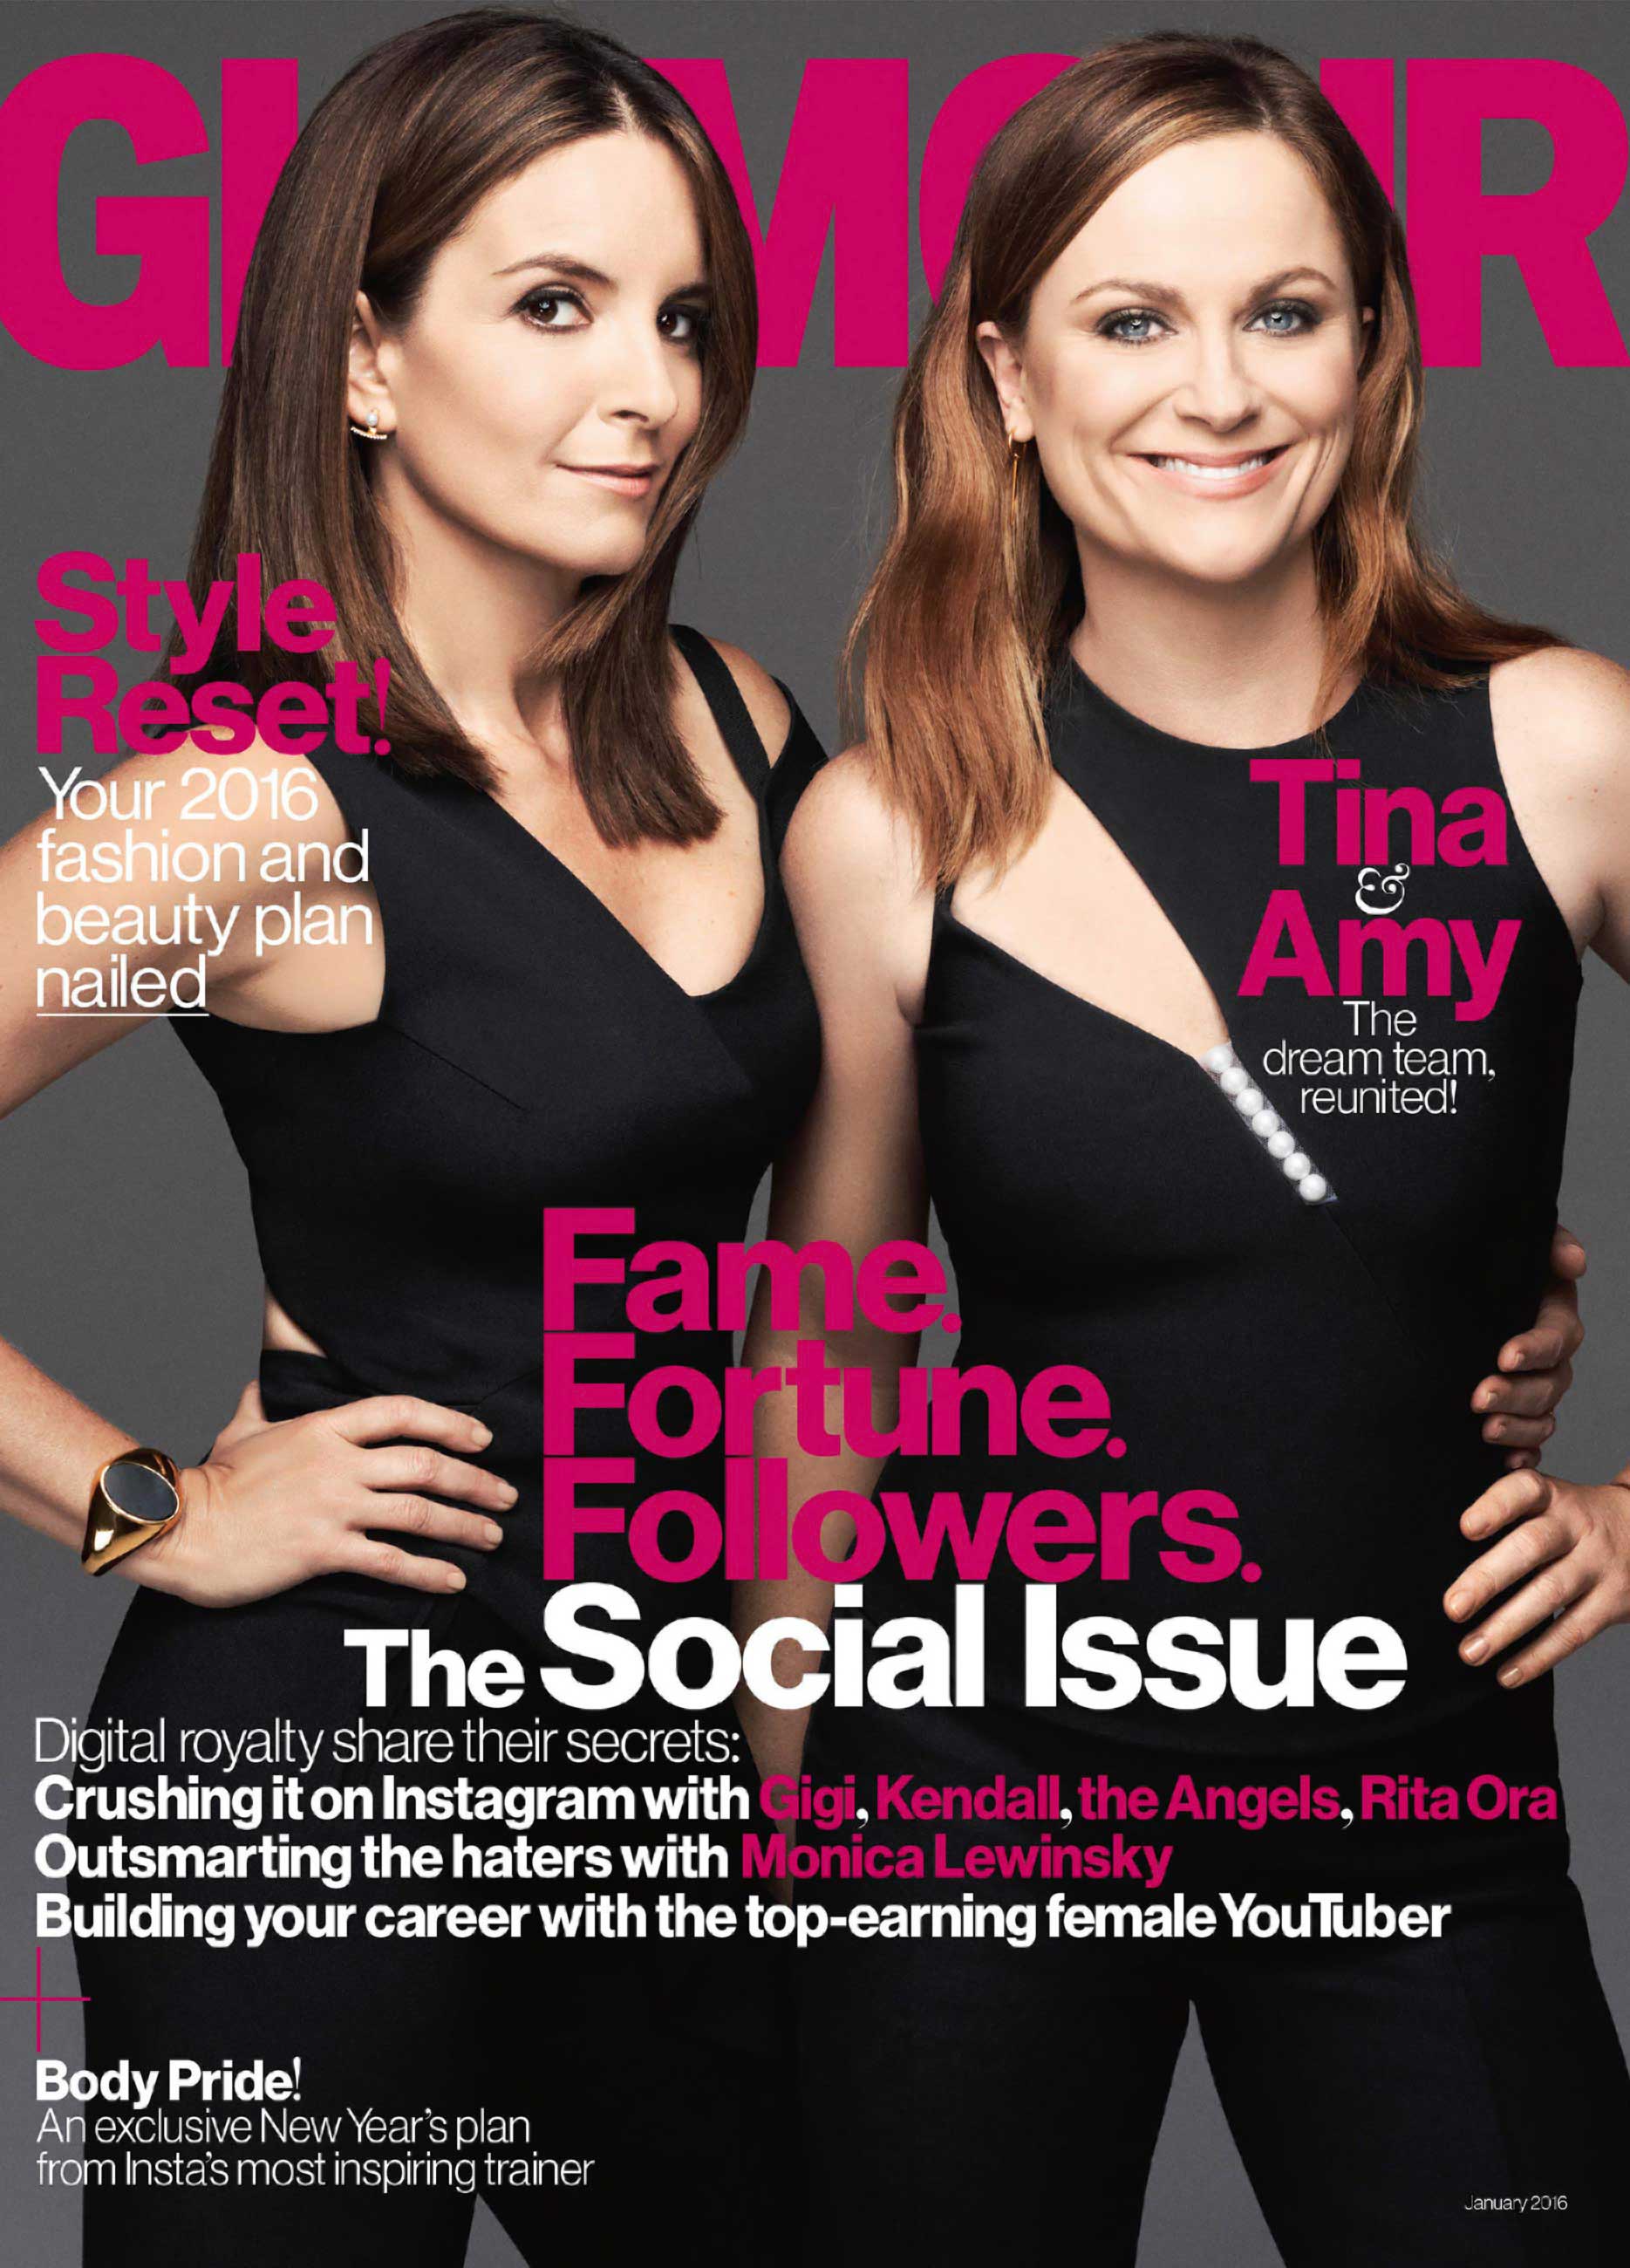 GLAMOUR
Style
Reset!
Your 2016
fashion and
beauty plan
nailed
Tina
&
Amy
The
dream team,
reunited!
Fame.
Fortune.
Followers.
The Social Issue
Digital royalty share their secrets:
Crushing it on Instagram with Gigi, Kendall, the Angels, Rita Ora
Outsmarting the haters with Monica Lewinsky
Building your career with the top-earning female YouTuber
+
Body Pride!
An exclusive New Year's plan
from Insta's most inspiring trainer
January 2016